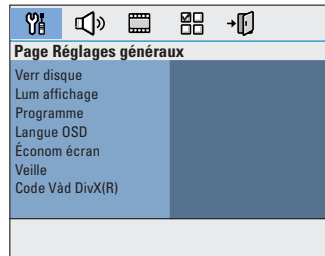 Page Réglages généraux
Verr disque
Lum affichage
Programme
Langue OSD
Économ écran
Veille
Code Vàd DivX(R)